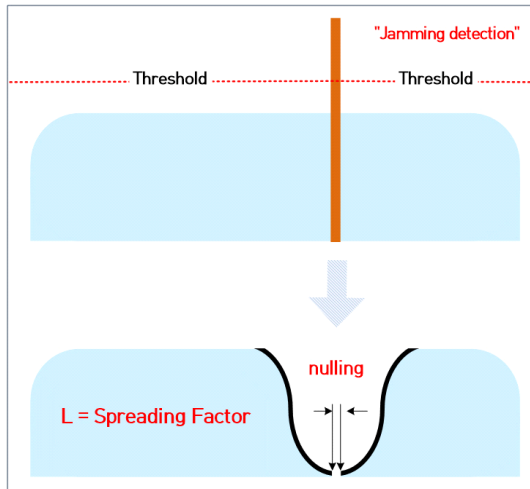 "Jamming detection"
Threshold Threshold
nulling
L = Spreading Factor